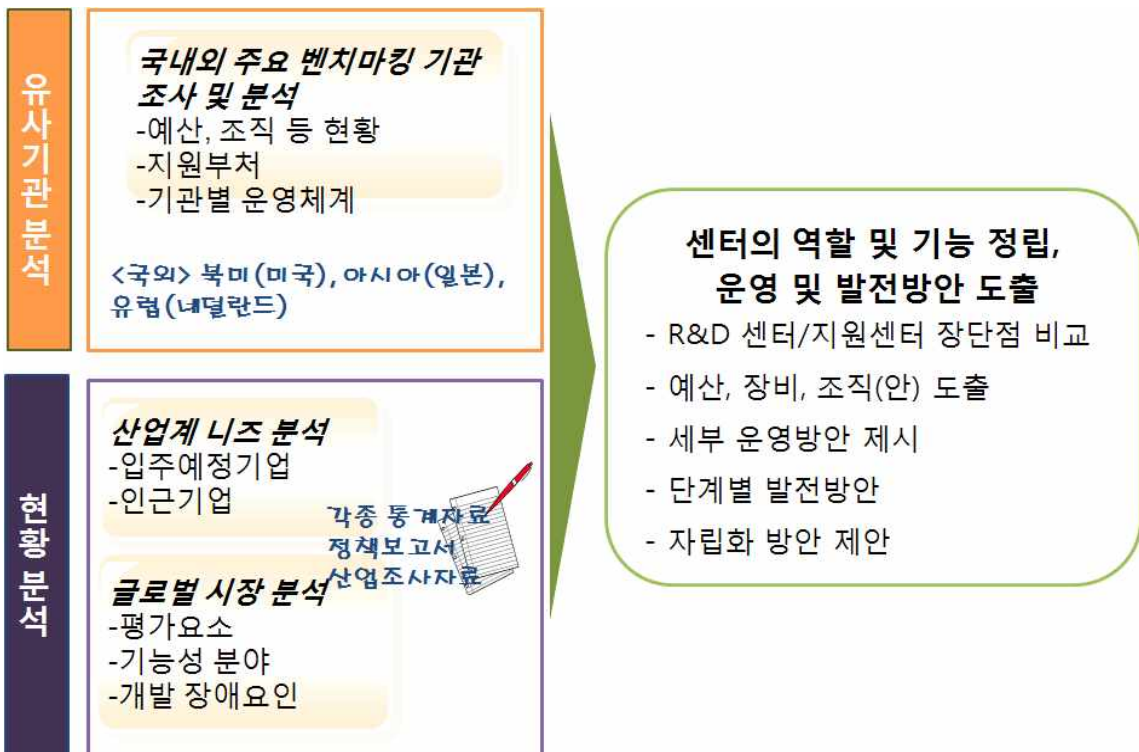 유사기관 분석
국내외 주요 벤치마킹 기관
조사 및 분석
-예산, 조직 등 현황
-지원부처
-기관별 운영체계
<국외> 북미(미국), 아시아(일본),
유럽(네덜란드)
현황 분석
산업계 니즈 분석
-입주예정기업
-인근기업
각종 통계자료
정책보고서
산업조사자료
글로벌 시장 분석
-평가요소
-기능성 분야
-개발 장애요인
센터의 역할 및 기능 정립,
운영 및 발전방안 도출
- R&D 센터/지원센터 장단점 비교
- 예산, 장비, 조직(안) 도출
- 세부 운영방안 제시
- 단계별 발전방안
- 자립화 방안 제안